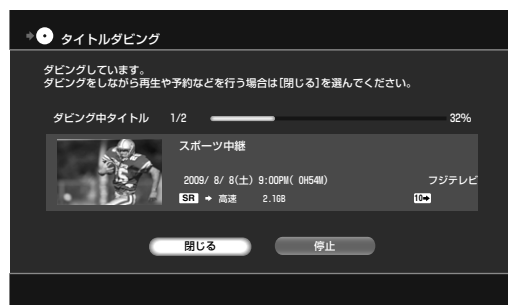 タイトルダビング
ダビングしています。
ダビングをしながら再生や予約などを行う場合は[閉じる]を選んでください。
ダビング中タイトル 1/2 32%
スポーツ中継
2009/ 8/ 8(土) 9:00PM( 0H54M) フジテレビ
SR ➔ 高速 2.1GB 10➔
閉じる 停止